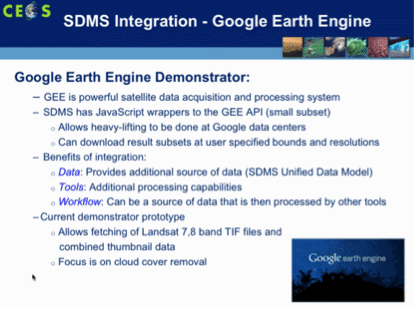 CEOS
SDMS Integration - Google Earth Engine
Google Earth Engine Demonstrator:
– GEE is powerful satellite data acquisition and processing system
– SDMS has JavaScript wrappers to the GEE API (small subset)
o Allows heavy-lifting to be done at Google data centers
o Can download result subsets at user specified bounds and resolutions
– Benefits of integration:
o Data: Provides additional source of data (SDMS Unified Data Model)
o Tools: Additional processing capabilities
o Workflow: Can be a source of data that is then processed by other tools
– Current demonstrator prototype
o Allows fetching of Landsat 7,8 band TIF files and
combined thumbnail data
o Focus is on cloud cover removal
Google earth engine